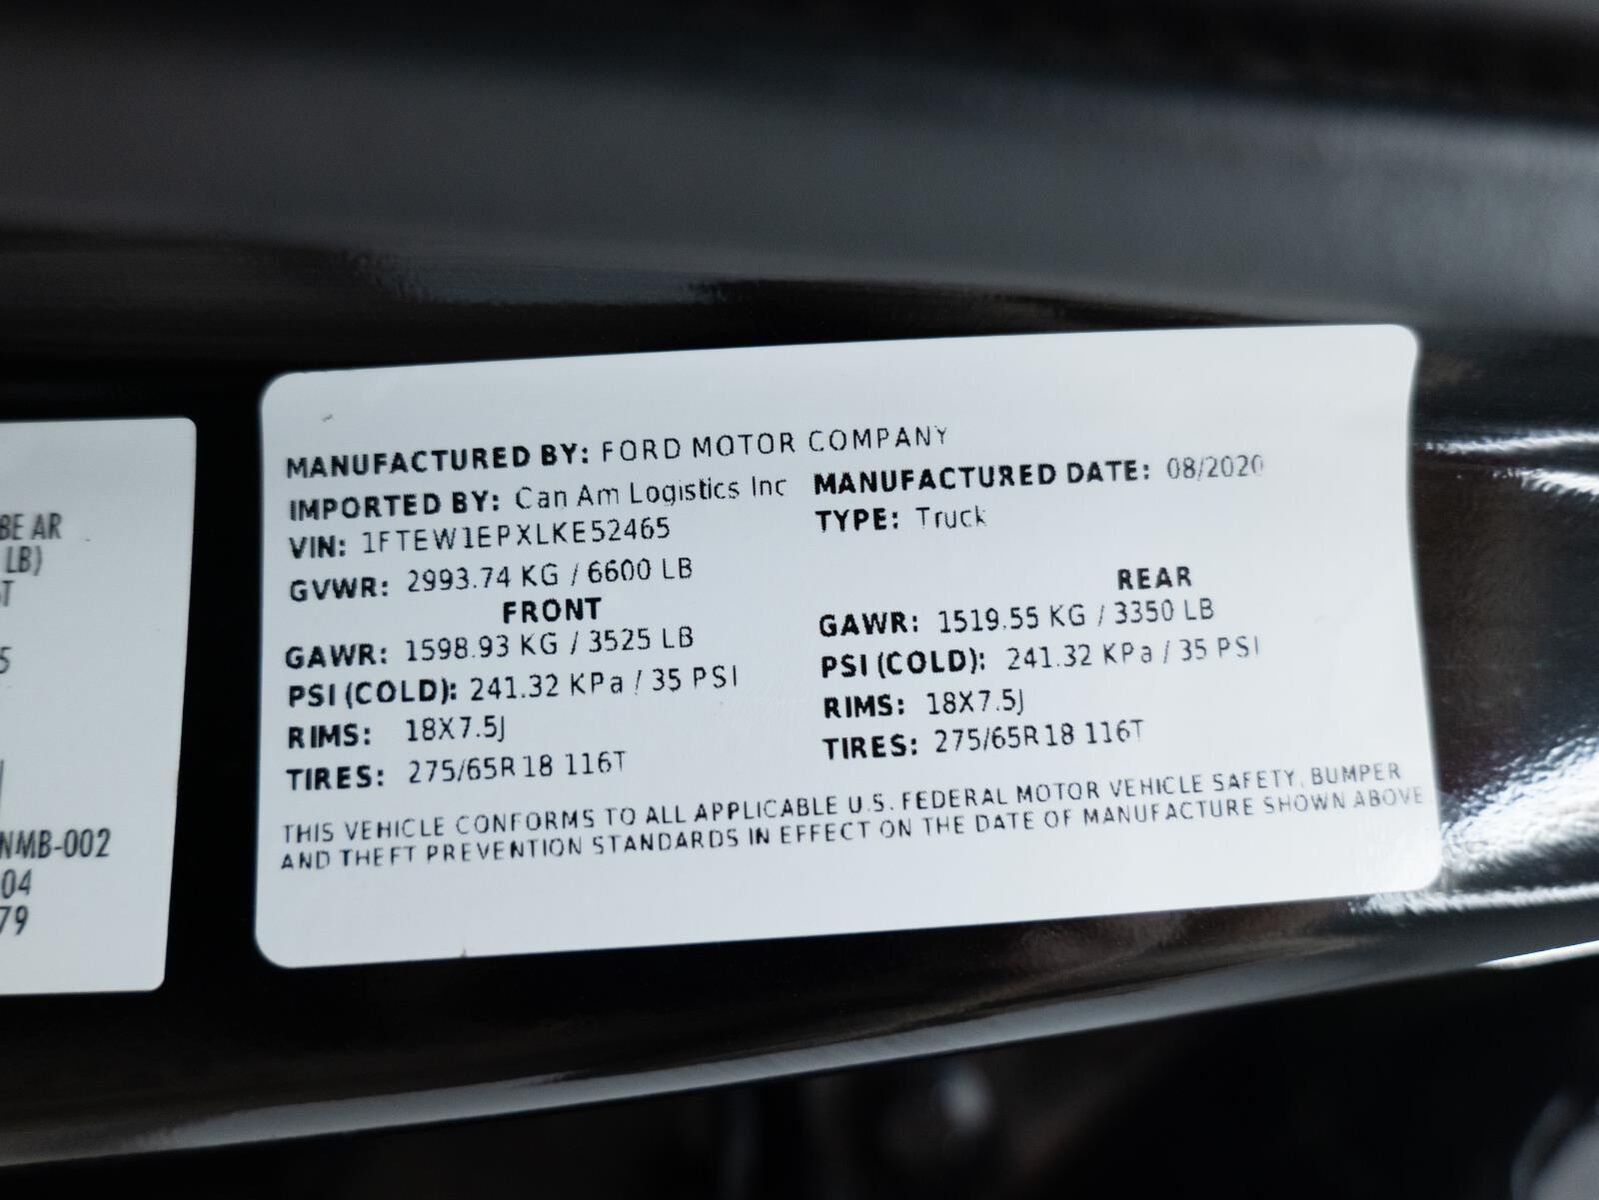 BE AR
LB)
5
NMB-002
04
79
MANUFACTURED BY: FORD MOTOR COMPANY
IMPORTED BY: Can Am Logistics Inc MANUFACTURED DATE: 08/2020
VIN: 1FTEW1EPXLKE52465 TYPE: Truck
GVWR: 2993.74 KG / 6600 LB
FRONT REAR
GAWR: 1598.93 KG / 3525 LB GAWR: 1519.55 KG / 3350 LB
PSI (COLD): 241.32 KPa / 35 PSI PSI (COLD): 241.32 KPa / 35 PSI
RIMS: 18X7.5J RIMS: 18X7.5J
TIRES: 275/65R18 116T TIRES: 275/65R18 116T
THIS VEHICLE CONFORMS TO ALL APPLICABLE U.S. FEDERAL MOTOR VEHICLE SAFETY, BUMPER
AND THEFT PREVENTION STANDARDS IN EFFECT ON THE DATE OF MANUFACTURE SHOWN ABOVE